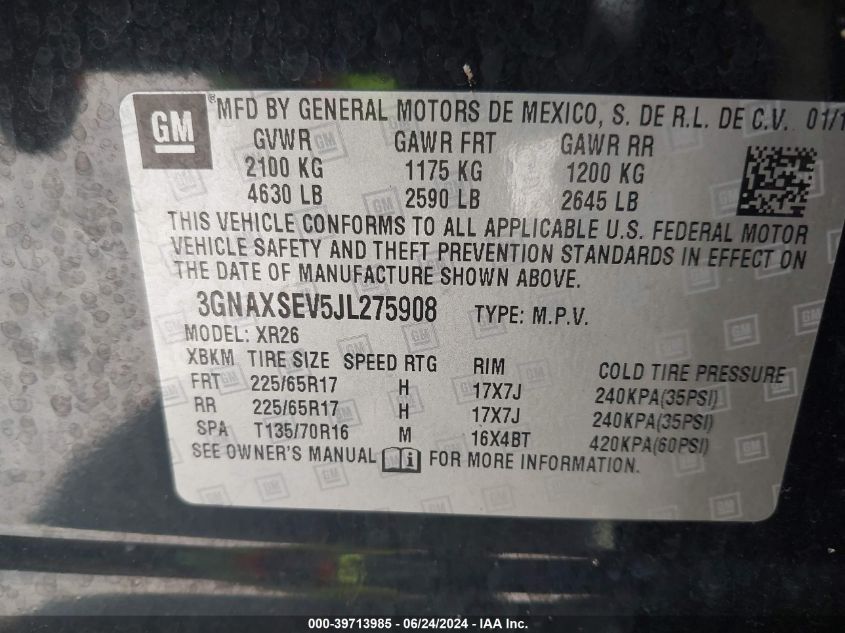 GM ® MFD BY GENERAL MOTORS DE MEXICO, S. DE R.L. DE C.V. 01/1
GVWR GAWR FRT GAWR RR
2100 KG 1175 KG 1200 KG
4630 LB 2590 LB 2645 LB
THIS VEHICLE CONFORMS TO ALL APPLICABLE U.S. FEDERAL MOTOR
VEHICLE SAFETY AND THEFT PREVENTION STANDARDS IN EFFECT ON
THE DATE OF MANUFACTURE SHOWN ABOVE.
3GNAXSEV5JL275908 TYPE: M.P.V.
MODEL: XR26
XBKM TIRE SIZE SPEED RTG RIM COLD TIRE PRESSURE
FRT 225/65R17 H 17X7J 240KPA(35PSI)
RR 225/65R17 H 17X7J 240KPA(35PSI)
SPA T135/70R16 M 16X4BT 420KPA(60PSI)
SEE OWNER'S MANUAL FOR MORE INFORMATION.
000-39713985 - 06/24/2024 - IAA Inc.